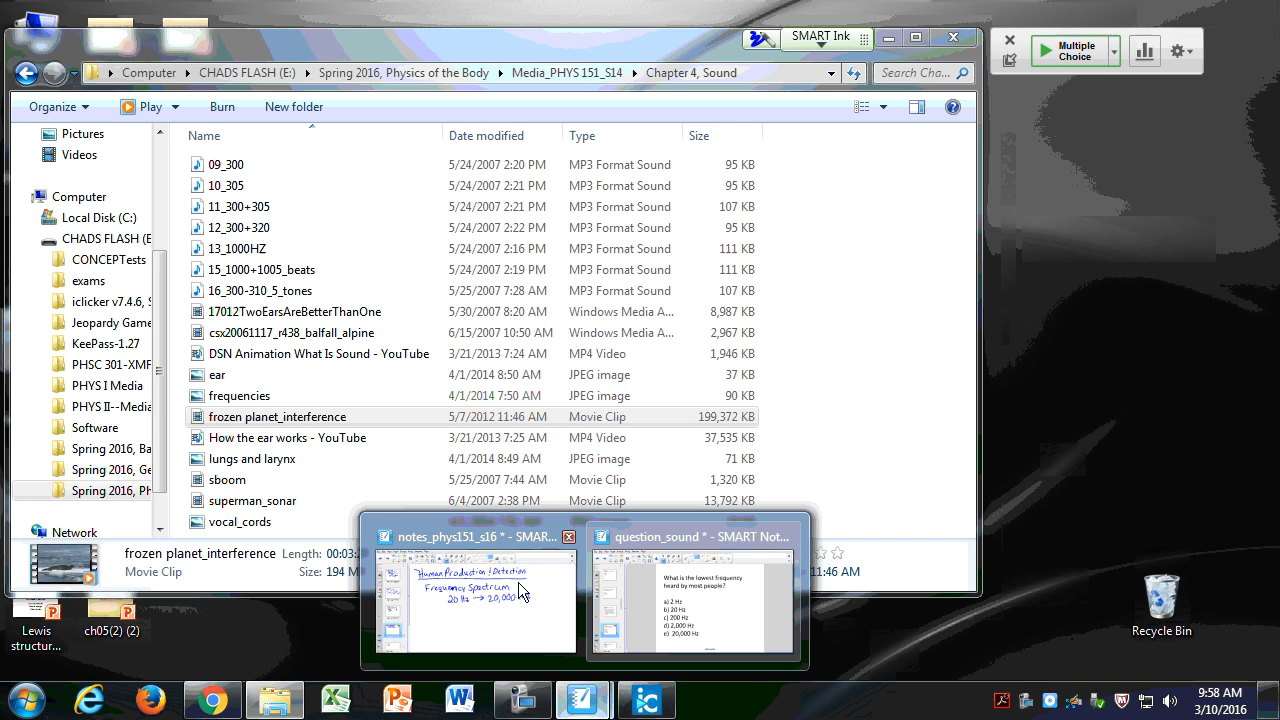 SMART Ink
Multiple
Choice
Computer
CHADS FLASH (E:)
Spring 2016, Physics of the Body
Media_PHYS 151_S14
Chapter 4, Sound
Search Cha...
Organize
Play
Burn
New folder
Name
Date modified
Type
Size
Pictures
Videos
Computer
Local Disk (C:)
CHADS FLASH (E
CONCEPTests
exams
iclicker v7.4.6, S
Jeopardy Game
KeePass-1.27
PHSC 301-XMF
PHYS I Media
PHYS II--Media
Software
Spring 2016, Ba
Spring 2016, Ge
Spring 2016, Ph
Network
09_300 5/24/2007 2:20 PM MP3 Format Sound 95 KB
10_305 5/24/2007 2:21 PM MP3 Format Sound 95 KB
11_300+305 5/24/2007 2:21 PM MP3 Format Sound 107 KB
12_300+320 5/24/2007 2:22 PM MP3 Format Sound 95 KB
13_1000HZ 5/24/2007 2:16 PM MP3 Format Sound 111 KB
15_1000+1005_beats 5/24/2007 2:19 PM MP3 Format Sound 111 KB
16_300-310_5_tones 5/25/2007 7:28 AM MP3 Format Sound 107 KB
17012TwoEarsAreBetterThanOne 5/30/2007 8:20 AM Windows Media A... 8,987 KB
csx20061117_r438_balfall_alpine 6/15/2007 10:50 AM Windows Media A... 2,967 KB
DSN Animation What Is Sound - YouTube 3/21/2013 7:24 AM MP4 Video 1,946 KB
ear 4/1/2014 8:50 AM JPEG image 37 KB
frequencies 4/1/2014 7:50 AM JPEG image 90 KB
frozen planet_interference 5/7/2012 11:46 AM Movie Clip 199,372 KB
How the ear works - YouTube 3/21/2013 7:25 AM MP4 Video 37,535 KB
lungs and larynx 4/1/2014 8:49 AM JPEG image 71 KB
sboom 5/25/2007 7:44 AM Movie Clip 1,320 KB
superman_sonar 6/4/2007 2:38 PM Movie Clip 13,792 KB
vocal_cords
frozen planet_interference Length: 00:03:
Movie Clip Size: 194 M
11:46 AM
notes_phys151_s16 * - SMAR...
Human Production & Detection
Frequency Spectrum
20 Hz → 20,000
question_sound * - SMART Not...
What is the lowest frequency
heard by most people?
a) 2 Hz
b) 20 Hz
c) 200 Hz
d) 2,000 Hz
e) 20,000 Hz
Lewis
structur...
ch05(2) (2)
Recycle Bin
9:58 AM
3/10/2016